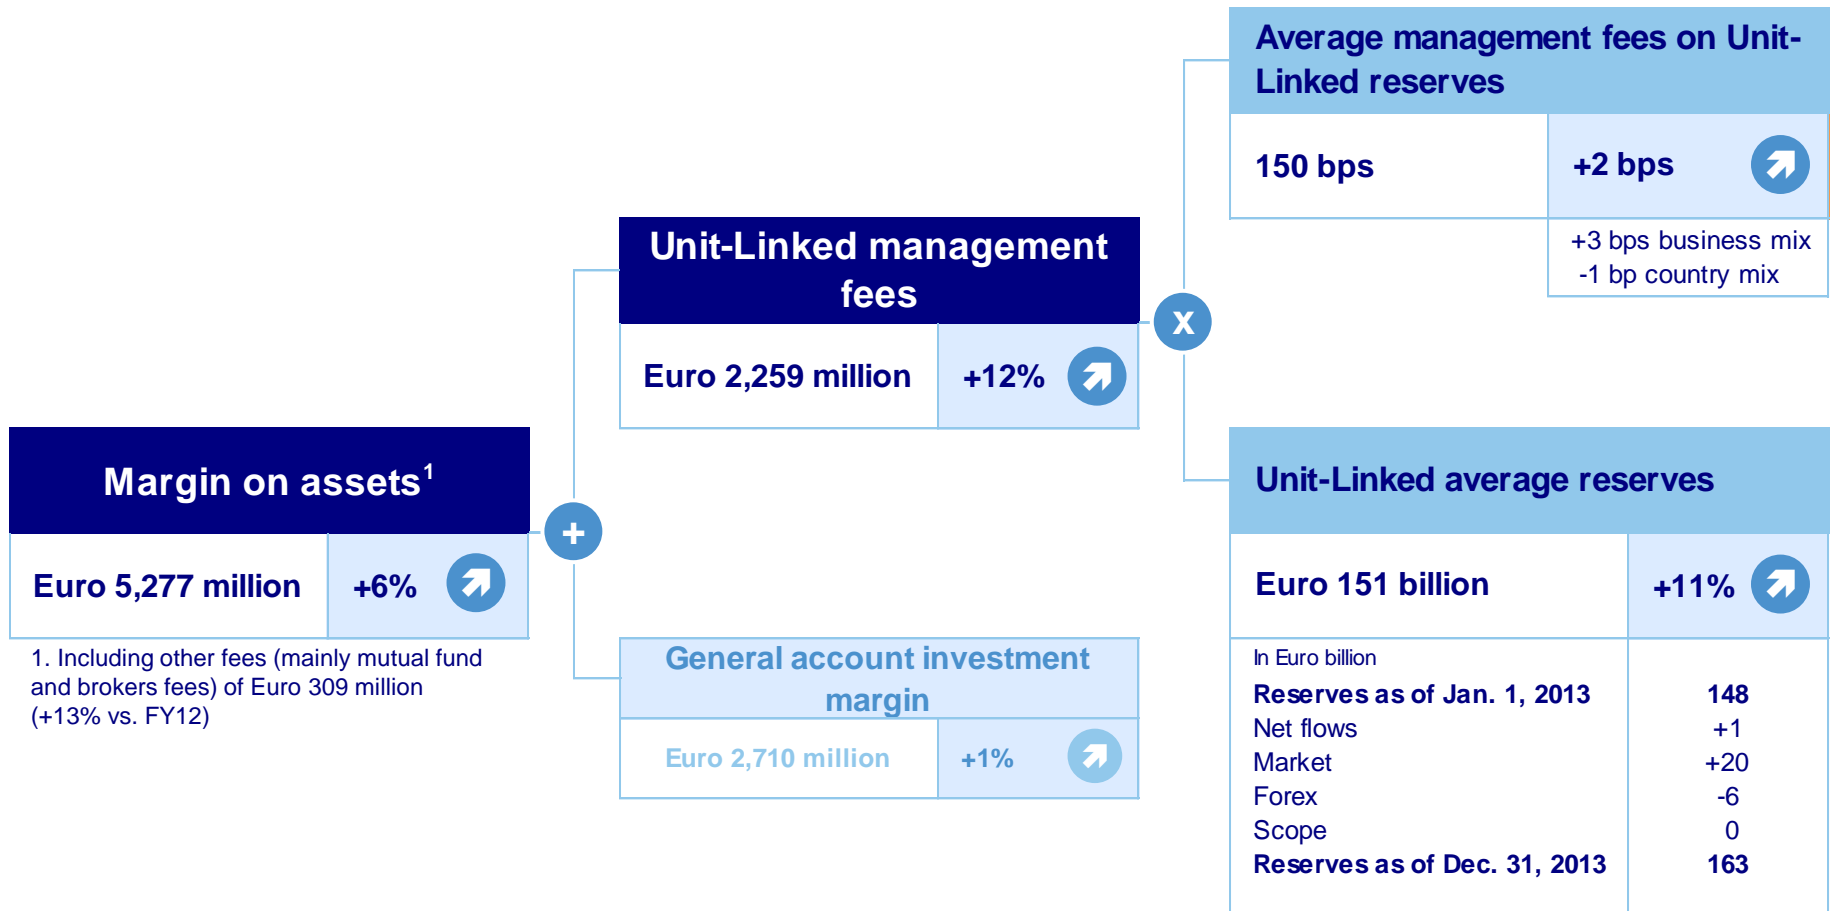 Average management fees on Unit-
Linked reserves
150 bps
+2 bps
+3 bps business mix
-1 bp country mix
Unit-Linked management
fees
Euro 2,259 million
+12%
x
Margin on assets1
Euro 5,277 million
+6%
+
1. Including other fees (mainly mutual fund
and brokers fees) of Euro 309 million
(+13% vs. FY12)
General account investment
margin
Euro 2,710 million
+1%
Unit-Linked average reserves
Euro 151 billion
+11%
In Euro billion
Reserves as of Jan. 1, 2013 148
Net flows +1
Market +20
Forex -6
Scope 0
Reserves as of Dec. 31, 2013 163